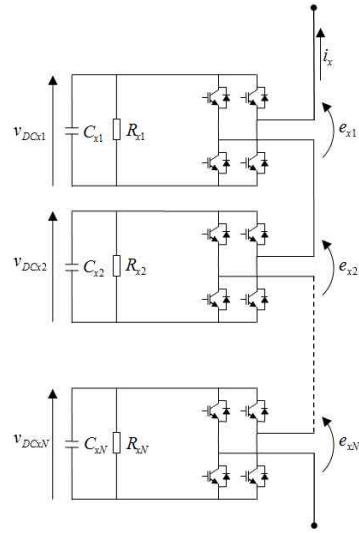 i_x
v_DCx1 C_x1 R_x1 e_x1
v_DCx2 C_x2 R_x2 e_x2
v_DCxN C_xN R_xN e_xN